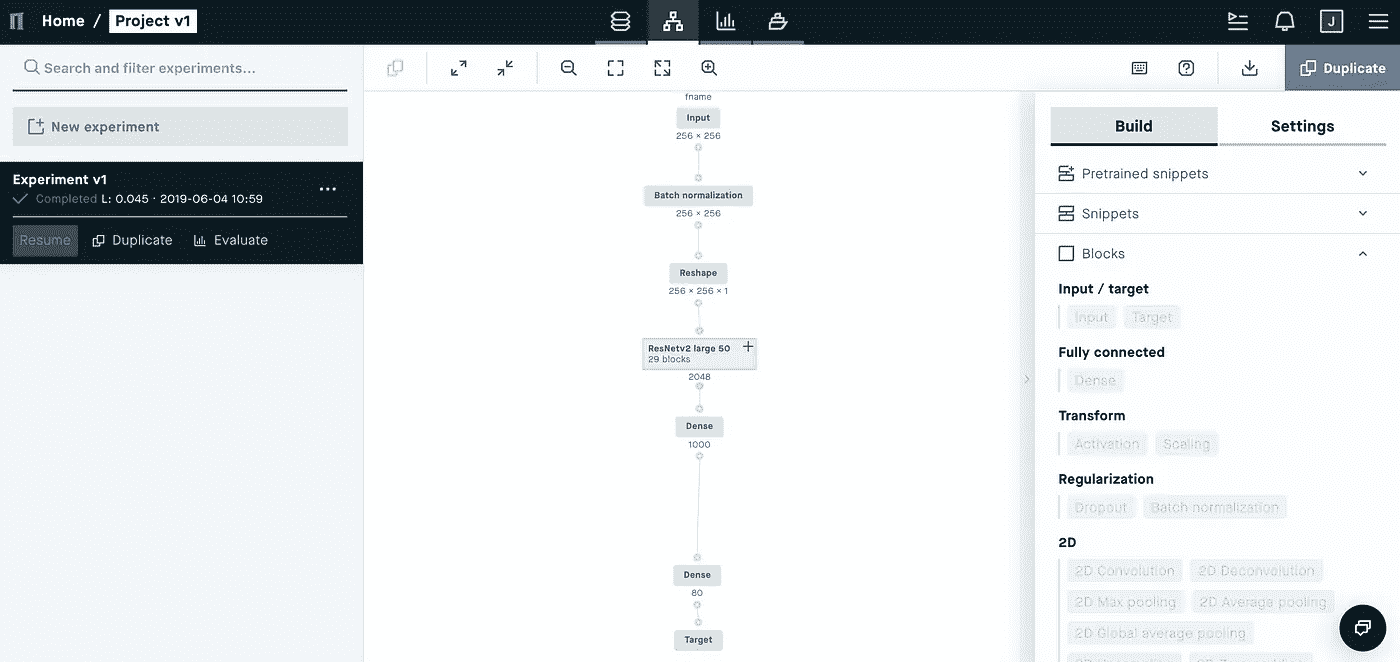 Home / Project v1
J
Search and filter experiments...
New experiment
Experiment v1
Completed L: 0.045 · 2019-06-04 10:59
Resume Duplicate Evaluate
Duplicate
fname
Input
256 × 256
Batch normalization
256 × 256
Reshape
256 × 256 × 1
ResNetv2 large 50
29 blocks
2048
Dense
1000
Dense
80
Target
Build Settings
Pretrained snippets
Snippets
Blocks
Input / target
Input Target
Fully connected
Dense
Transform
Activation Scaling
Regularization
Dropout Batch normalization
2D
2D Convolution 2D Deconvolution
2D Max pooling 2D Average pooling
2D Global average pooling